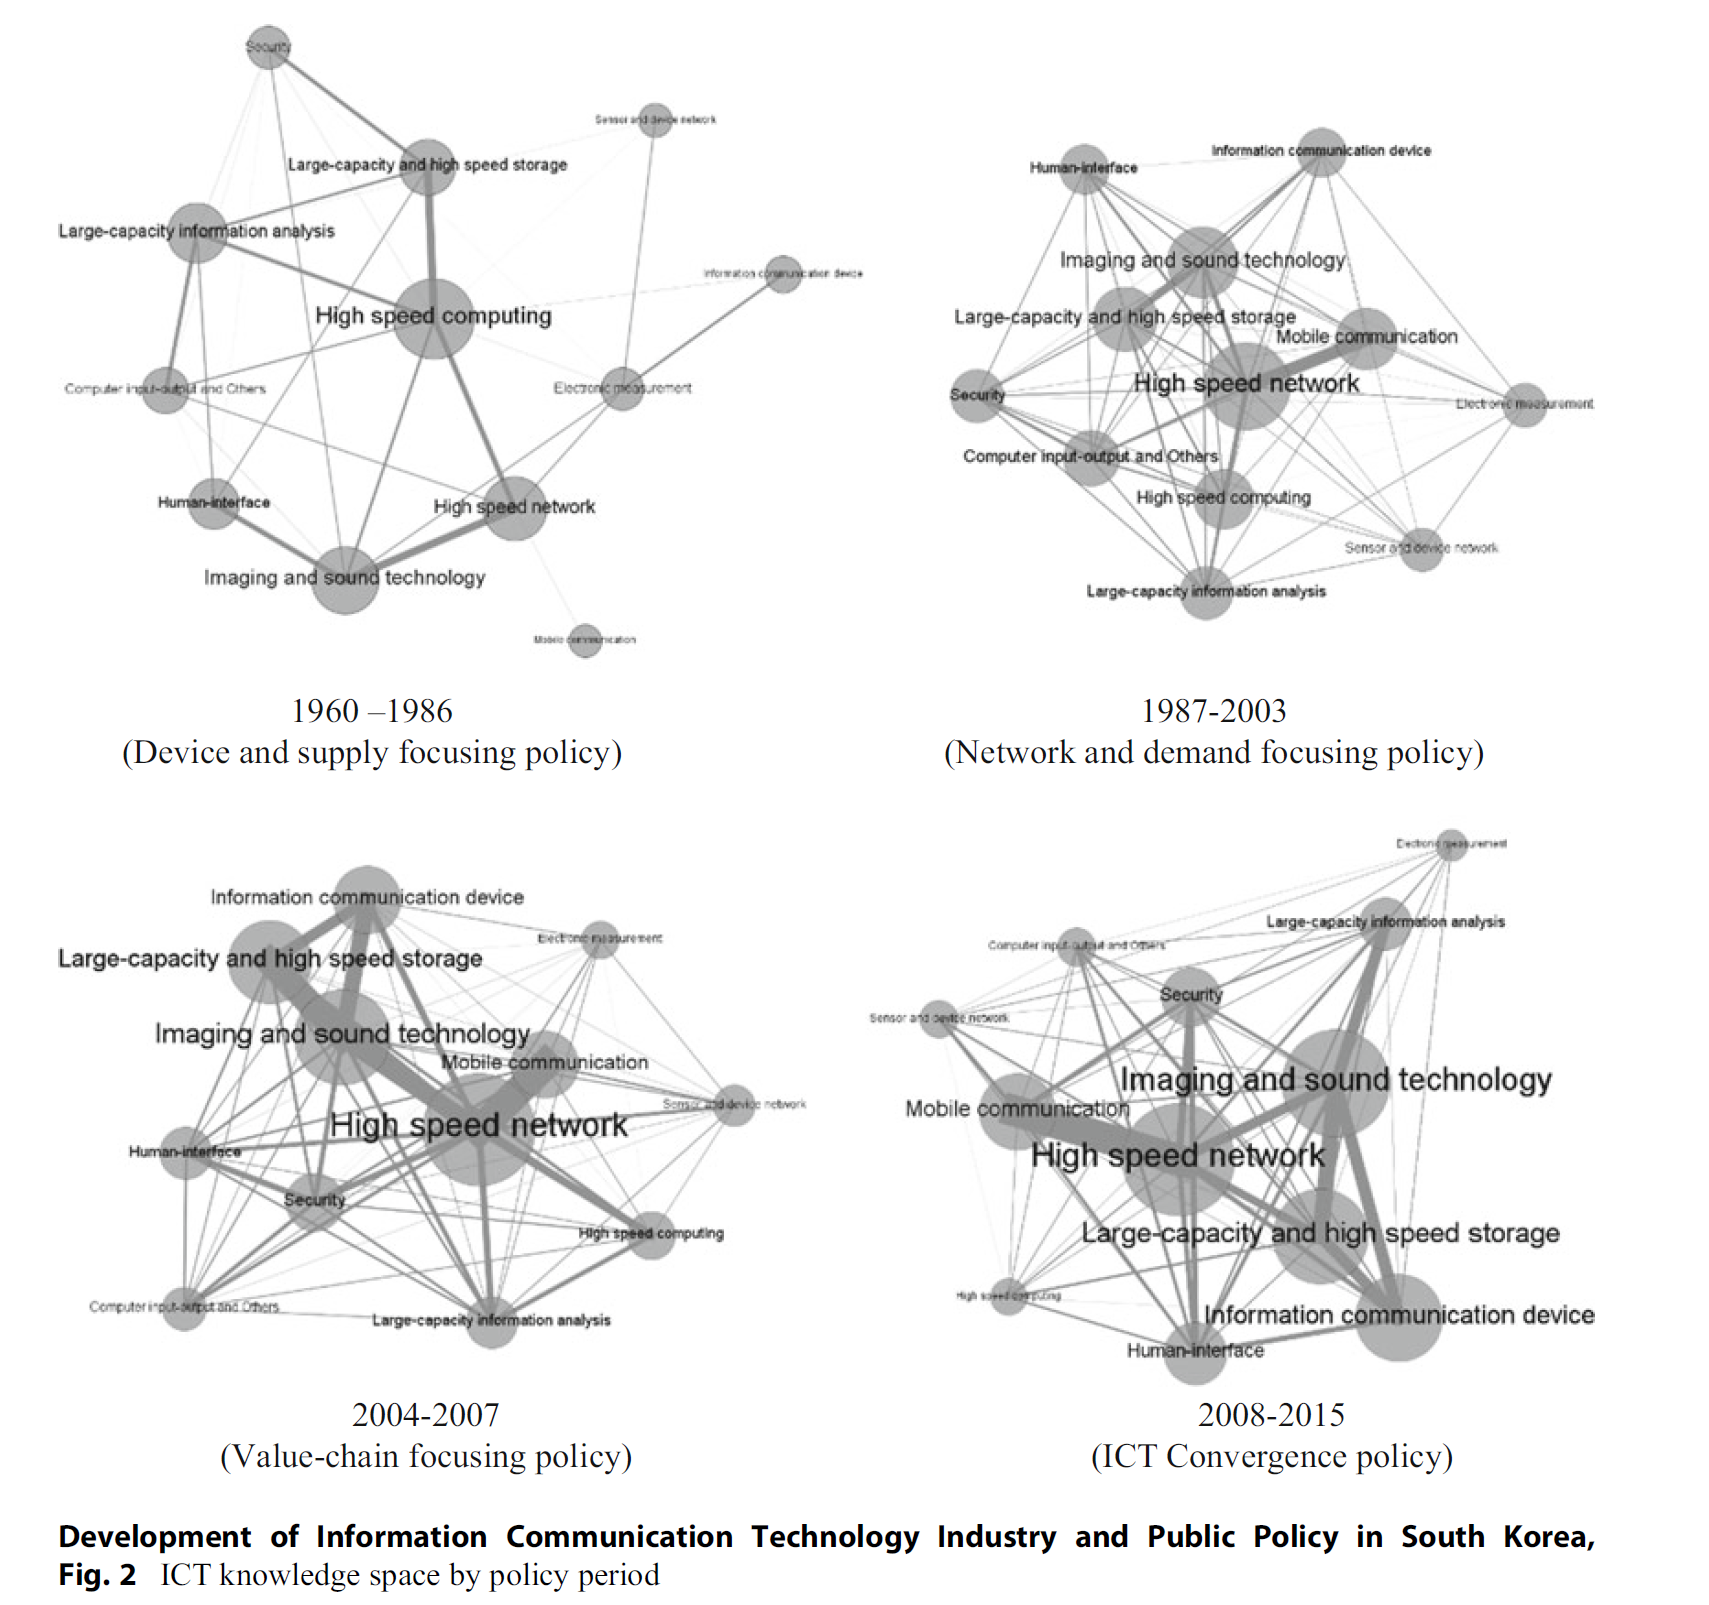 Security
Sensor and device network
Large-capacity and high speed storage
Large-capacity information analysis
Information communication device
High speed computing
Computer input-output and Others
Electronic measurement
Human-interface
High speed network
Imaging and sound technology
Mobile communication
1960 –1986
(Device and supply focusing policy)
Information communication device
Human-interface
Imaging and sound technology
Large-capacity and high speed storage
Mobile communication
High speed network
Security
Electronic measurement
Computer input-output and Others
High speed computing
Sensor and device network
Large-capacity information analysis
1987-2003
(Network and demand focusing policy)
Information communication device
Electronic measurement
Large-capacity and high speed storage
Imaging and sound technology
Mobile communication
Sensor and device network
High speed network
Human-interface
Security
High speed computing
Computer input-output and Others
Large-capacity information analysis
2004-2007
(Value-chain focusing policy)
Electronic measurement
Large-capacity information analysis
Computer input-output and Others
Security
Sensor and device network
Imaging and sound technology
Mobile communication
High speed network
Large-capacity and high speed storage
High speed computing
Information communication device
Human-interface
2008-2015
(ICT Convergence policy)
Development of Information Communication Technology Industry and Public Policy in South Korea,
Fig. 2 ICT knowledge space by policy period